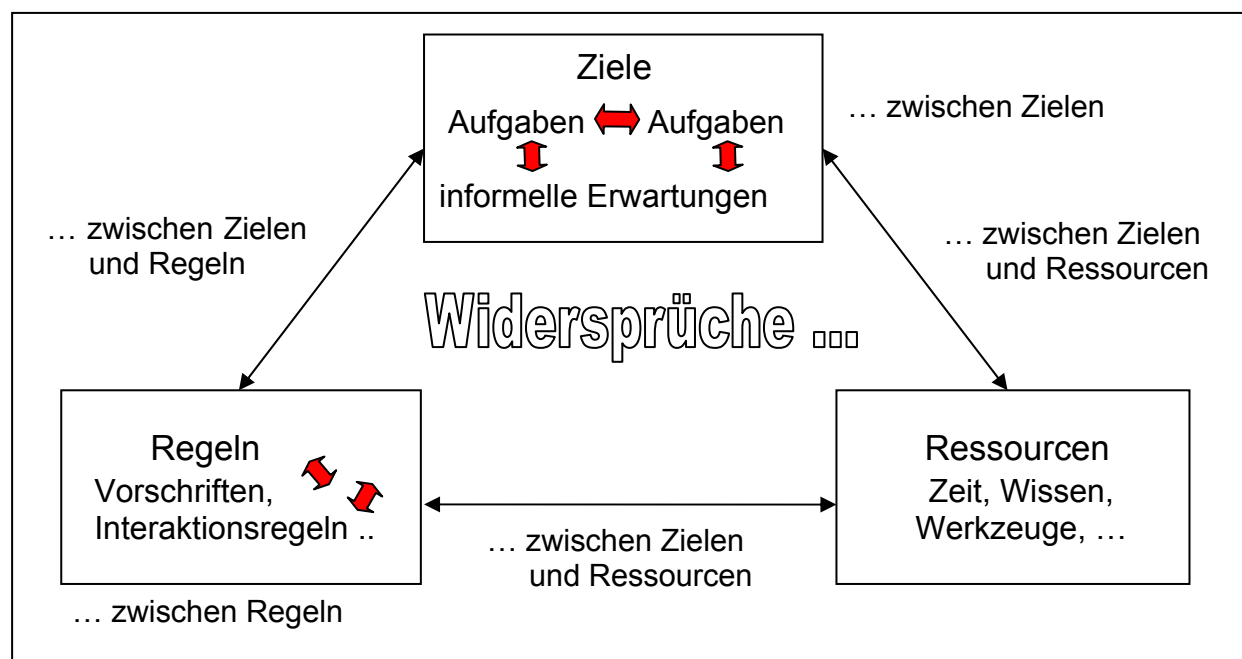 Ziele
Aufgaben Aufgaben
informelle Erwartungen
… zwischen Zielen
… zwischen Zielen
und Regeln
… zwischen Zielen
und Ressourcen
Widersprüche ...
Regeln
Vorschriften,
Interaktionsregeln ..
Ressourcen
Zeit, Wissen,
Werkzeuge, …
… zwischen Zielen
und Ressourcen
… zwischen Regeln